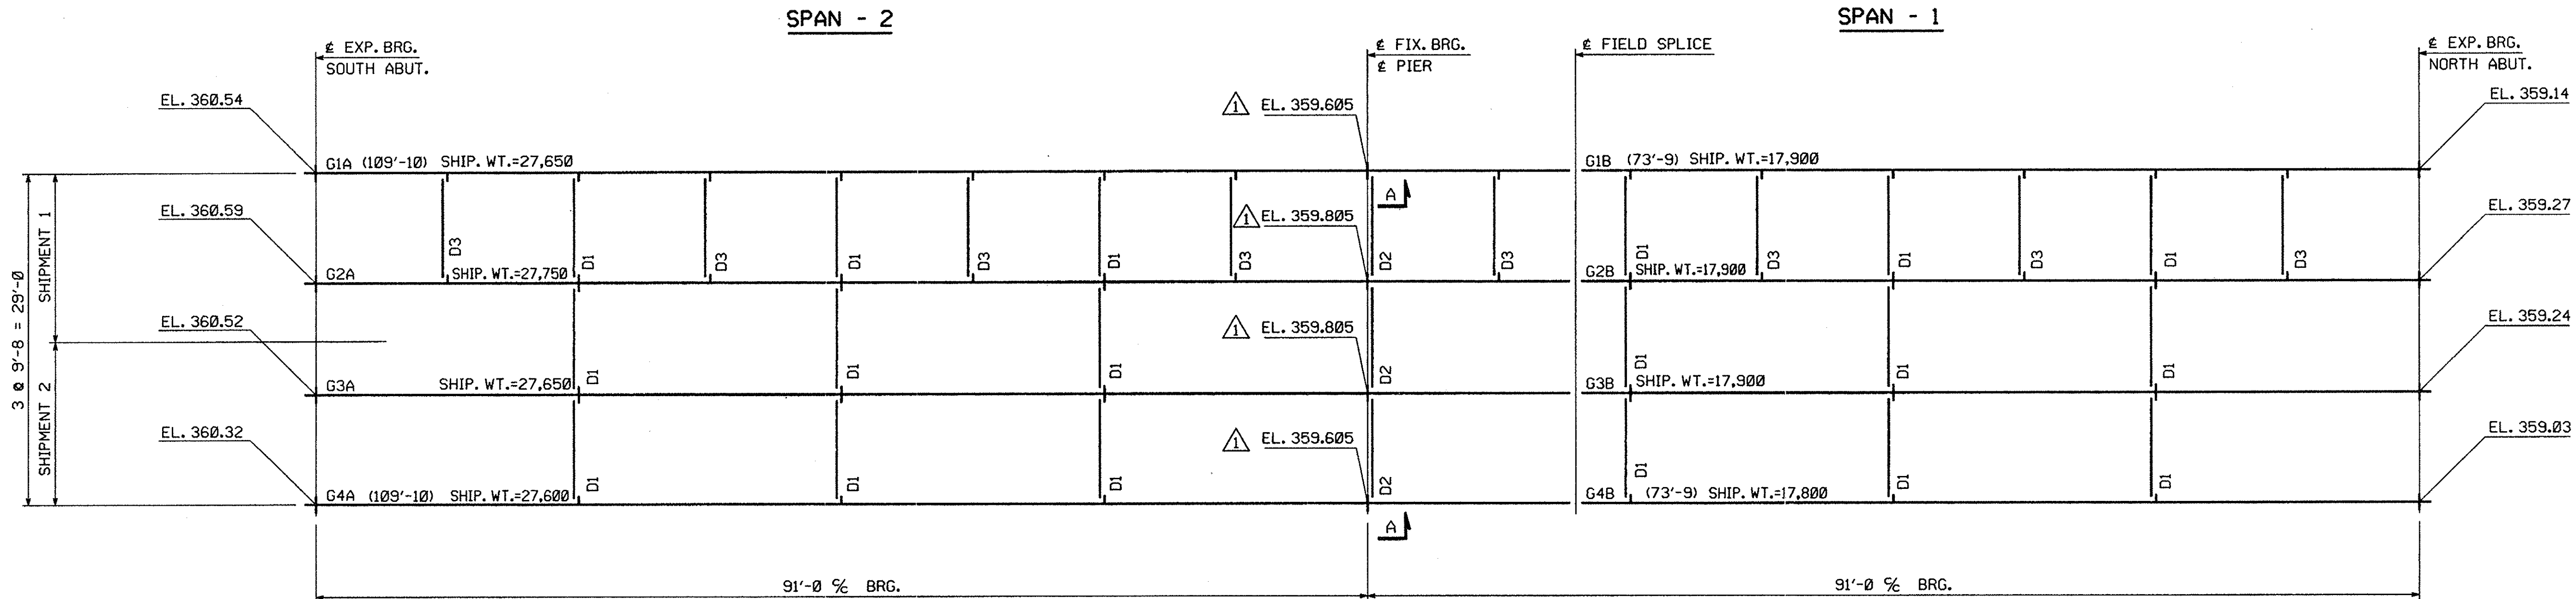 SPAN - 2
SPAN - 1
℄ EXP. BRG.
SOUTH ABUT.
℄ FIX. BRG.
℄ PIER
℄ FIELD SPLICE
℄ EXP. BRG.
NORTH ABUT.
EL. 360.54
1 EL. 359.605
EL. 359.14
G1A (109'-10) SHIP. WT.=27,650
G1B (73'-9) SHIP. WT.=17,900
A
EL. 360.59
1 EL. 359.805
EL. 359.27
D3
D1
D3
D1
D3
D1
D3
D2
D3
D1
D3
D1
D3
D1
D3
G2A SHIP. WT.=27,750
G2B SHIP. WT.=17,900
3 @ 9'-8 = 29'-0
SHIPMENT 1
SHIPMENT 2
EL. 360.52
1 EL. 359.805
EL. 359.24
D1
D1
D1
D2
D1
D1
D1
G3A SHIP. WT.=27,650
G3B SHIP. WT.=17,900
EL. 360.32
1 EL. 359.605
EL. 359.03
D1
D1
D1
D2
D1
D1
D1
G4A (109'-10) SHIP. WT.=27,600
G4B (73'-9) SHIP. WT.=17,800
A
91'-0 C/C BRG.
91'-0 C/C BRG.